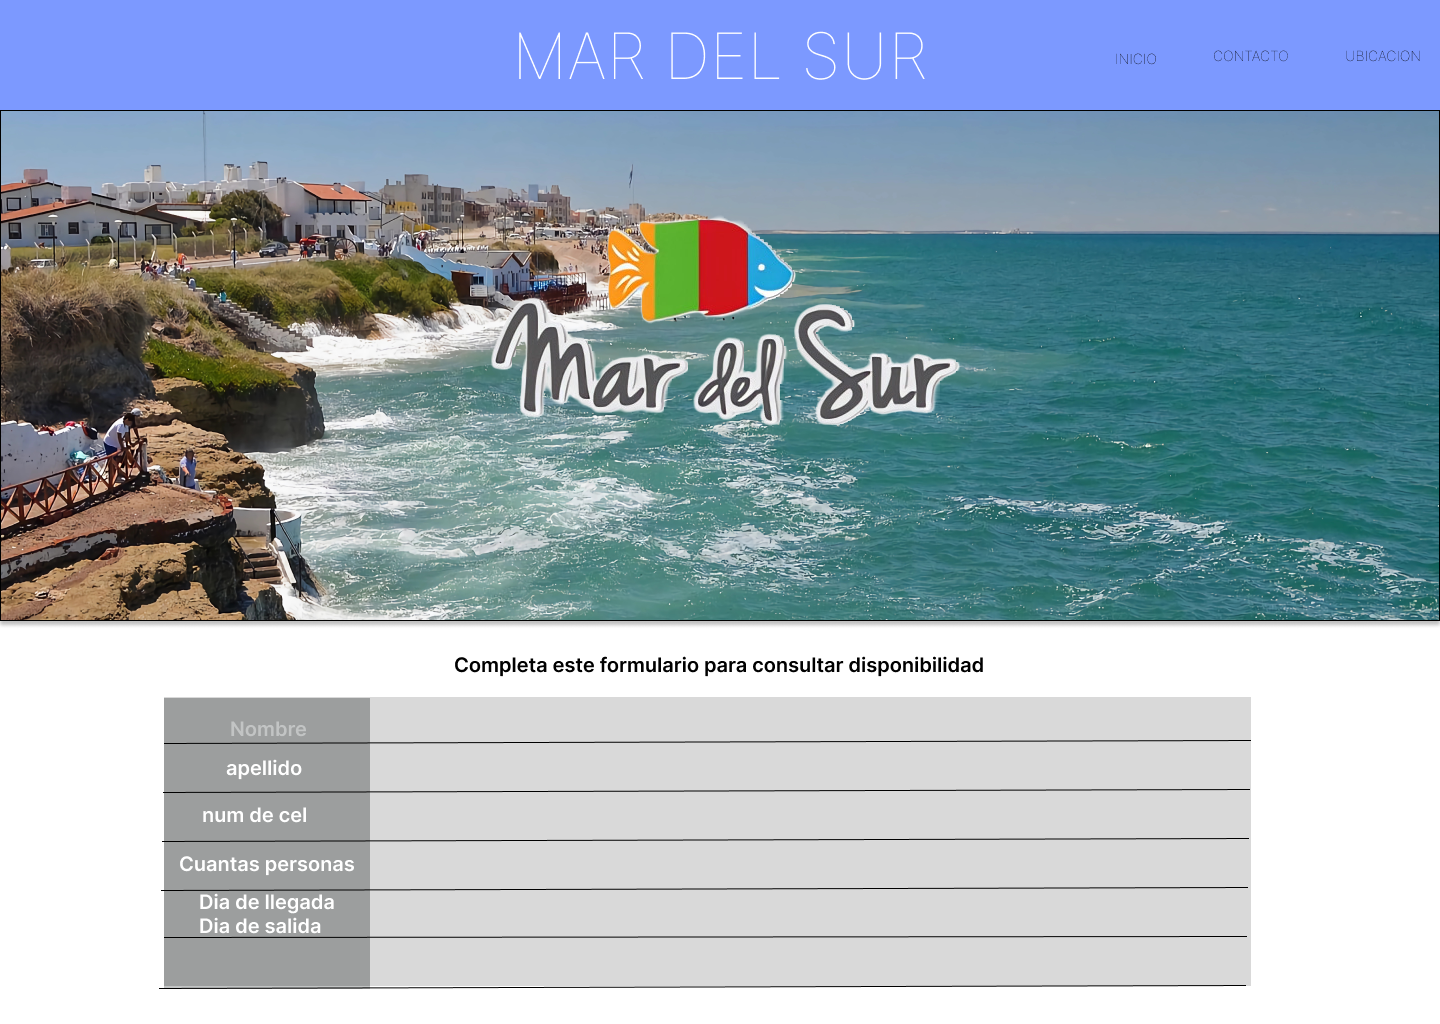 MAR DEL SUR
INICIO
CONTACTO
UBICACION
Mar del Sur
Completa este formulario para consultar disponibilidad
Nombre
apellido
num de cel
Cuantas personas
Dia de llegada
Dia de salida